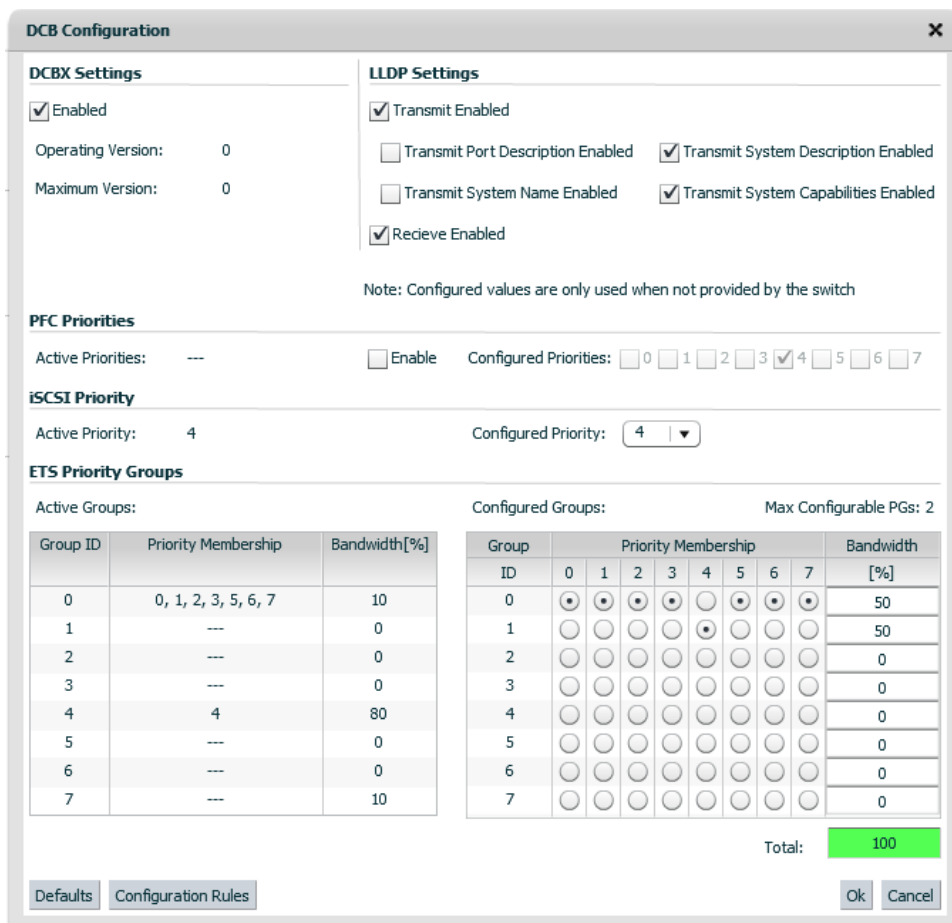 DCB Configuration
DCBX Settings
Enabled
Operating Version: 0
Maximum Version: 0
LLDP Settings
Transmit Enabled
Transmit Port Description Enabled Transmit System Description Enabled
Transmit System Name Enabled Transmit System Capabilities Enabled
Recieve Enabled
Note: Configured values are only used when not provided by the switch
PFC Priorities
Active Priorities: --- Enable Configured Priorities: 0 1 2 3 4 5 6 7
iSCSI Priority
Active Priority: 4 Configured Priority: 4
ETS Priority Groups
Active Groups:
Group ID Priority Membership Bandwidth[%]
0 0, 1, 2, 3, 5, 6, 7 10
1 --- 0
2 --- 0
3 --- 0
4 4 80
5 --- 0
6 --- 0
7 --- 10
Configured Groups: Max Configurable PGs: 2
Group Priority Membership Bandwidth
ID 0 1 2 3 4 5 6 7 [%]
0 50
1 50
2 0
3 0
4 0
5 0
6 0
7 0
Total: 100
Defaults Configuration Rules Ok Cancel